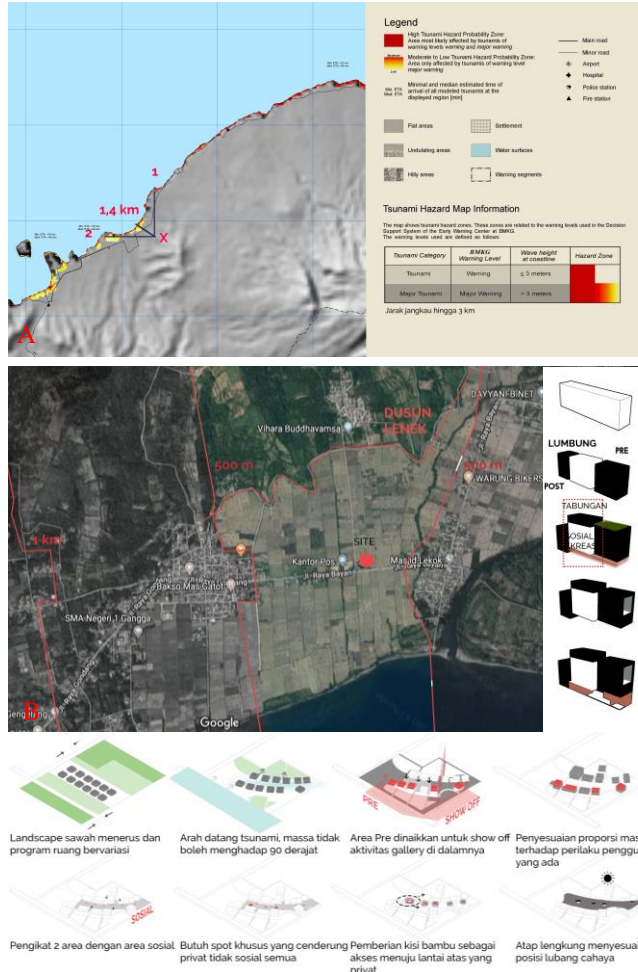 Legend
High Tsunami Hazard Probability Zone:
Area most likely affected by tsunamis of
warning levels warning and major warning
Moderate to Low Tsunami Hazard Probability Zone:
Area only affected by tsunamis of warning level
major warning
Minimal and median estimated time of
arrival of all modeled tsunamis at the
displayed region [min]
Main road
Minor road
Airport
Hospital
Police station
Fire station
Flat areas
Settlement
Undulating areas
Water surfaces
Hilly areas
Warning segments
1
1,4 km
2
X
A
Tsunami Hazard Map Information
The map shows tsunami hazard zones. These zones are related to the warning levels used in the Decision
Support System of the Early Warning Center at BMKG.
The warning levels used are defined as follows:
Tsunami Category
BMKG
Warning Level
Wave height
at coastline
Hazard Zone
Tsunami
Warning
≤ 3 meters
Major Tsunami
Major Warning
Jarak jangkau hingga 3 km
DAYYANFB.NET
Vihara Buddhavamsa
DUSUN
LENEK
500 m
WARUNG BIKERS
1 km
SITE
Kantor Pos
Masjid Lekok
Bakso Mas Gatot
SMA Negeri 1 Gangga
B
Google
LUMBUNG
PRE
POST
TABUNGAN
SOSIAL
PRE
SHOW OFF
Landscape sawah menerus dan
program ruang bervariasi
Arah datang tsunami, massa tidak
boleh menghadap 90 derajat
Area Pre dinaikkan untuk show off
aktivitas gallery di dalamnya
Penyesuaian proporsi mas
terhadap perilaku penggu
yang ada
SOSIAL
Pengikat 2 area dengan area sosial
Butuh spot khusus yang cenderung
privat tidak sosial semua
Pemberian kisi bambu sebagai
akses menuju lantai atas yang
privat
Atap lengkung menyesuai
posisi lubang cahaya